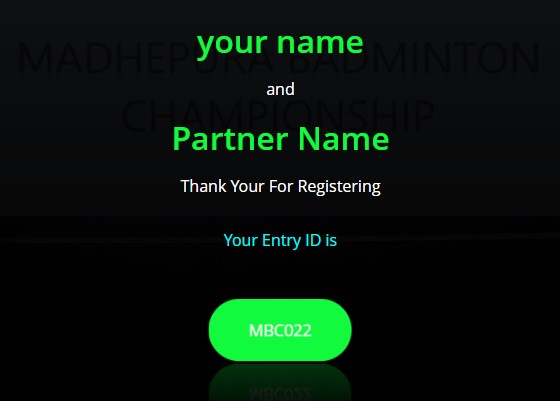 MADHEPURA BADMINTON
CHAMPIONSHIP
your name
and
Partner Name
Thank Your For Registering
Your Entry ID is
MBC022